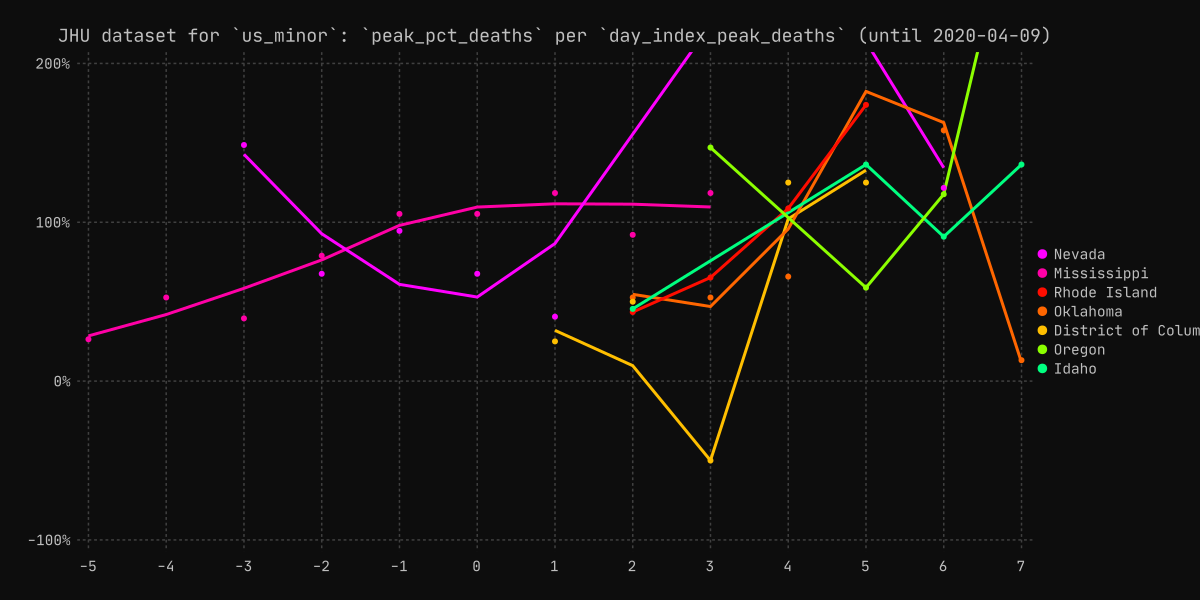 JHU dataset for `us_minor`: `peak_pct_deaths` per `day_index_peak_deaths` (until 2020-04-09)
200%
100%
0%
-100%
-5 -4 -3 -2 -1 0 1 2 3 4 5 6 7
Nevada
Mississippi
Rhode Island
Oklahoma
District of Colum
Oregon
Idaho